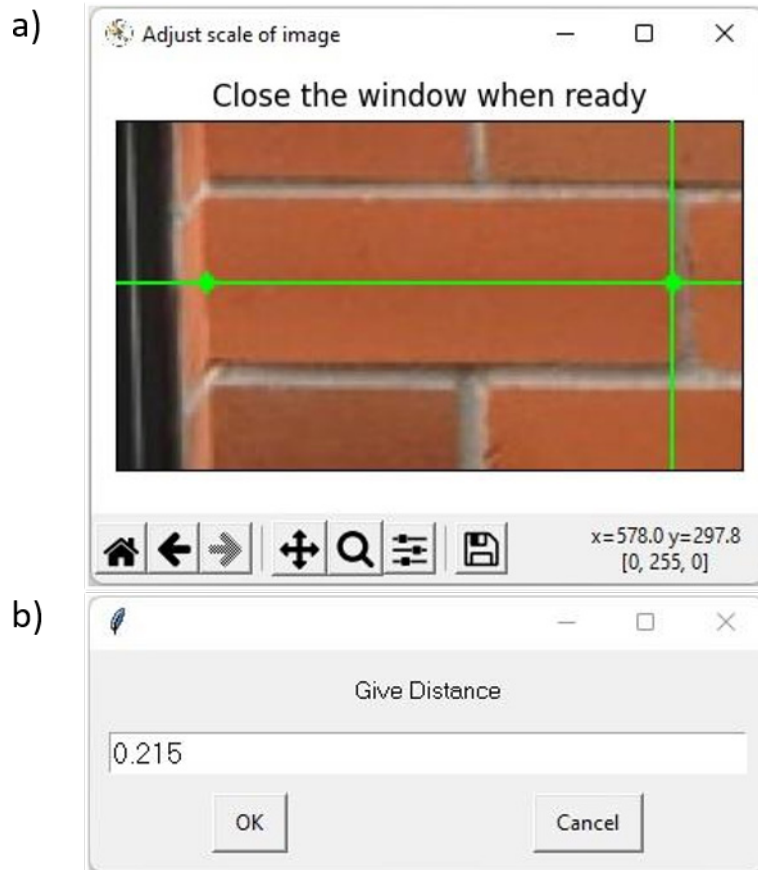 a)
Adjust scale of image
Close the window when ready
x=578.0 y=297.8
[0, 255, 0]
b)
Give Distance
0.215
OK Cancel